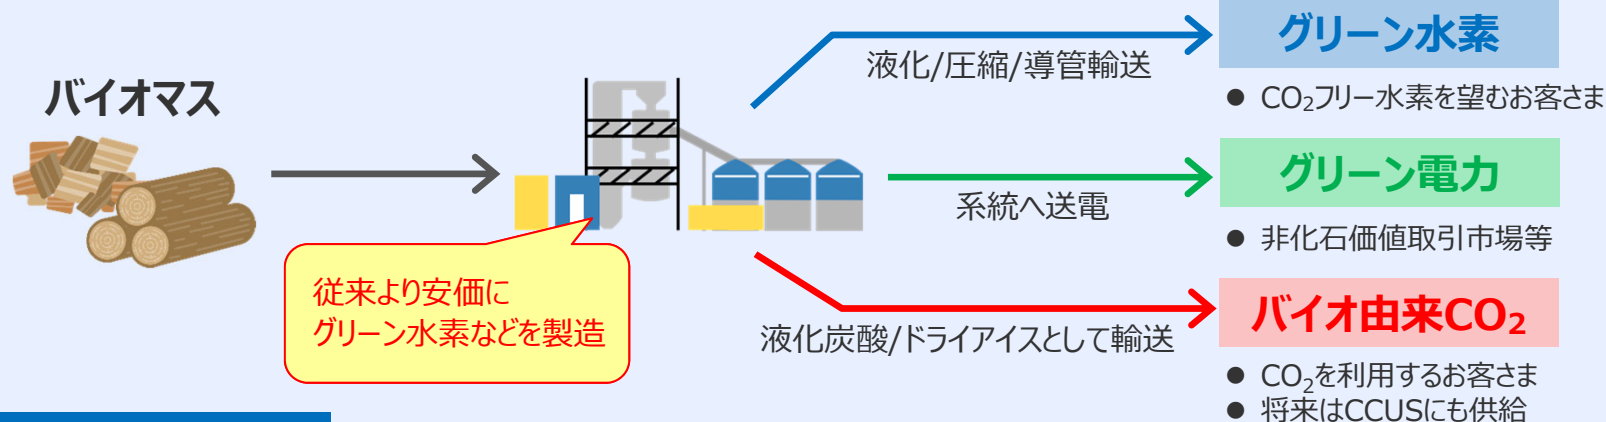 バイオマス
従来より安価に
グリーン水素などを製造
液化/圧縮/導管輸送
グリーン水素
● CO₂フリー水素を望むお客さま
系統へ送電
グリーン電力
● 非化石価値取引市場等
液化炭酸/ドライアイスとして輸送
バイオ由来CO₂
● CO₂を利用するお客さま
● 将来はCCUSにも供給